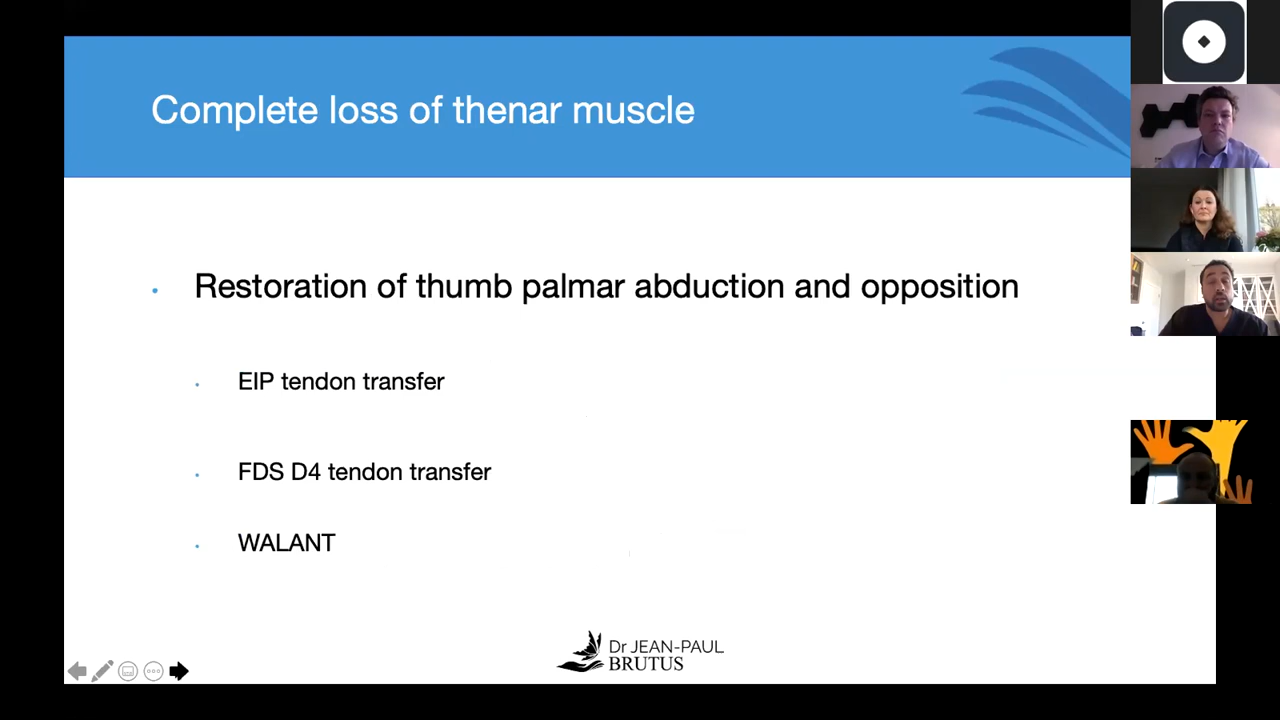 Complete loss of thenar muscle
• Restoration of thumb palmar abduction and opposition
• EIP tendon transfer
• FDS D4 tendon transfer
• WALANT
Dr JEAN-PAUL
BRUTUS